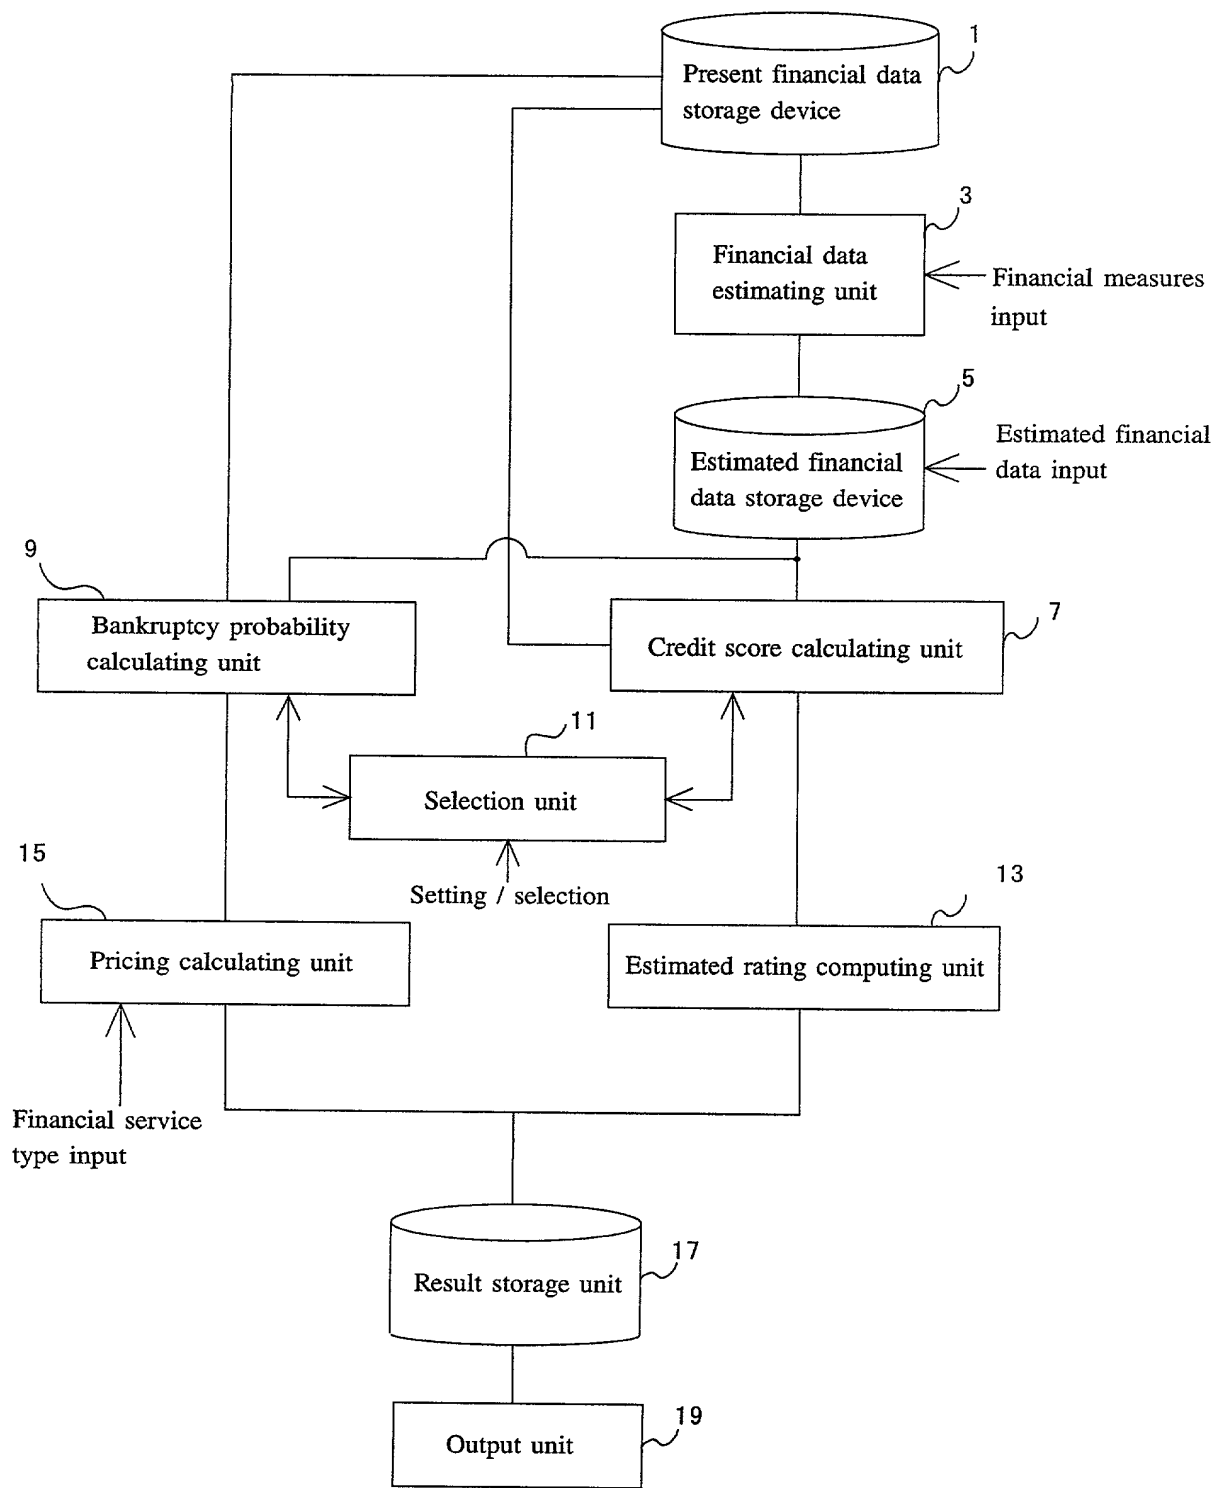 1
Present financial data
storage device
3
Financial data
estimating unit
Financial measures
input
5
Estimated financial
data input
Estimated financial
data storage device
9
Bankruptcy probability
calculating unit
7
Credit score calculating unit
11
Selection unit
Setting / selection
15
Pricing calculating unit
13
Estimated rating computing unit
Financial service
type input
17
Result storage unit
19
Output unit